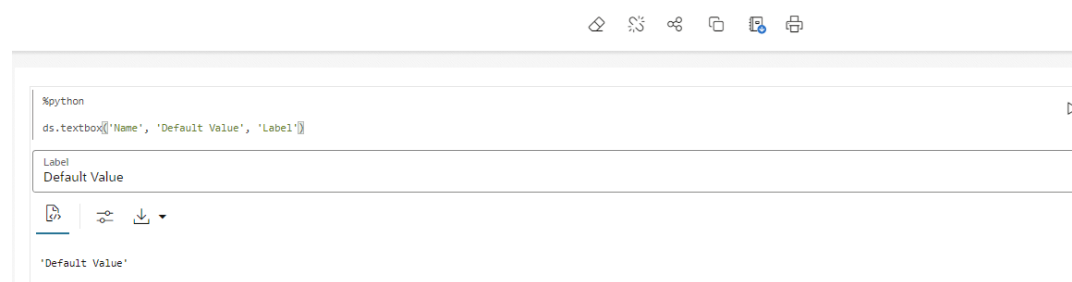 %python
ds.textbox('Name', 'Default Value', 'Label')
Label
Default Value
'Default Value'